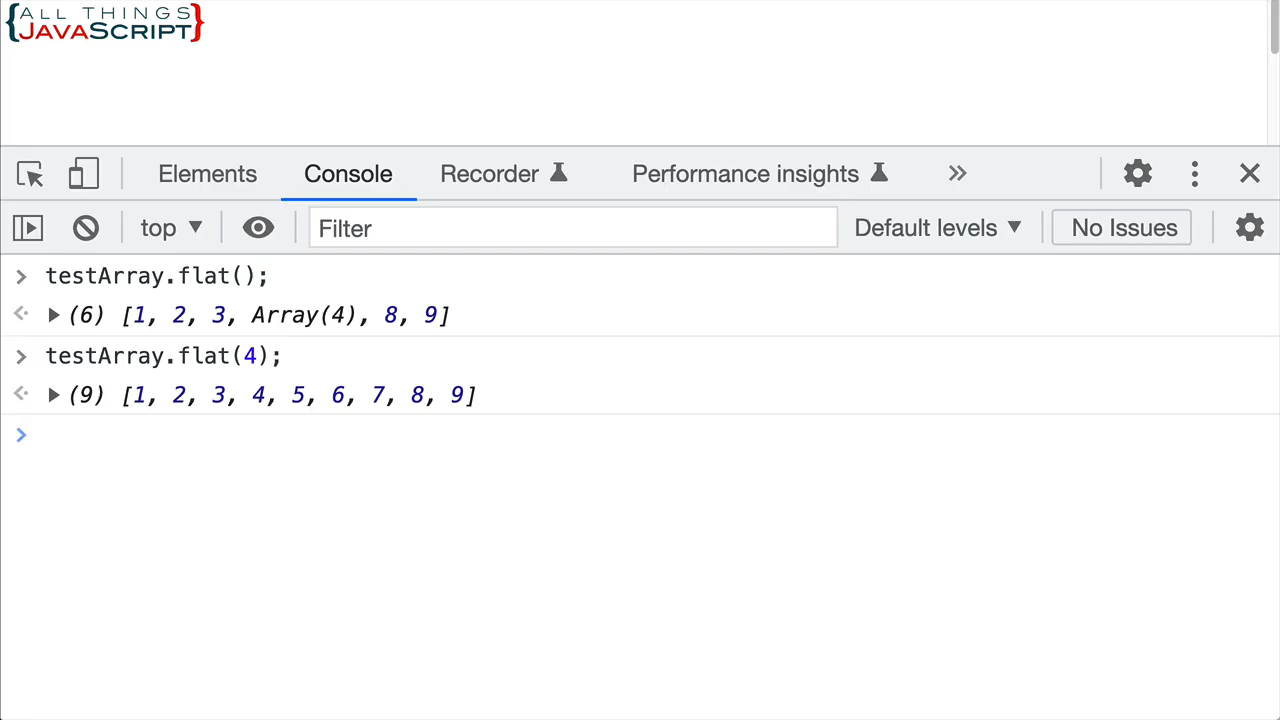 {ALL THINGS
JAVASCRIPT}
Elements Console Recorder Performance insights »
top ▼ Filter Default levels ▼ No Issues
> testArray.flat();
(6) [1, 2, 3, Array(4), 8, 9]
> testArray.flat(4);
(9) [1, 2, 3, 4, 5, 6, 7, 8, 9]
>